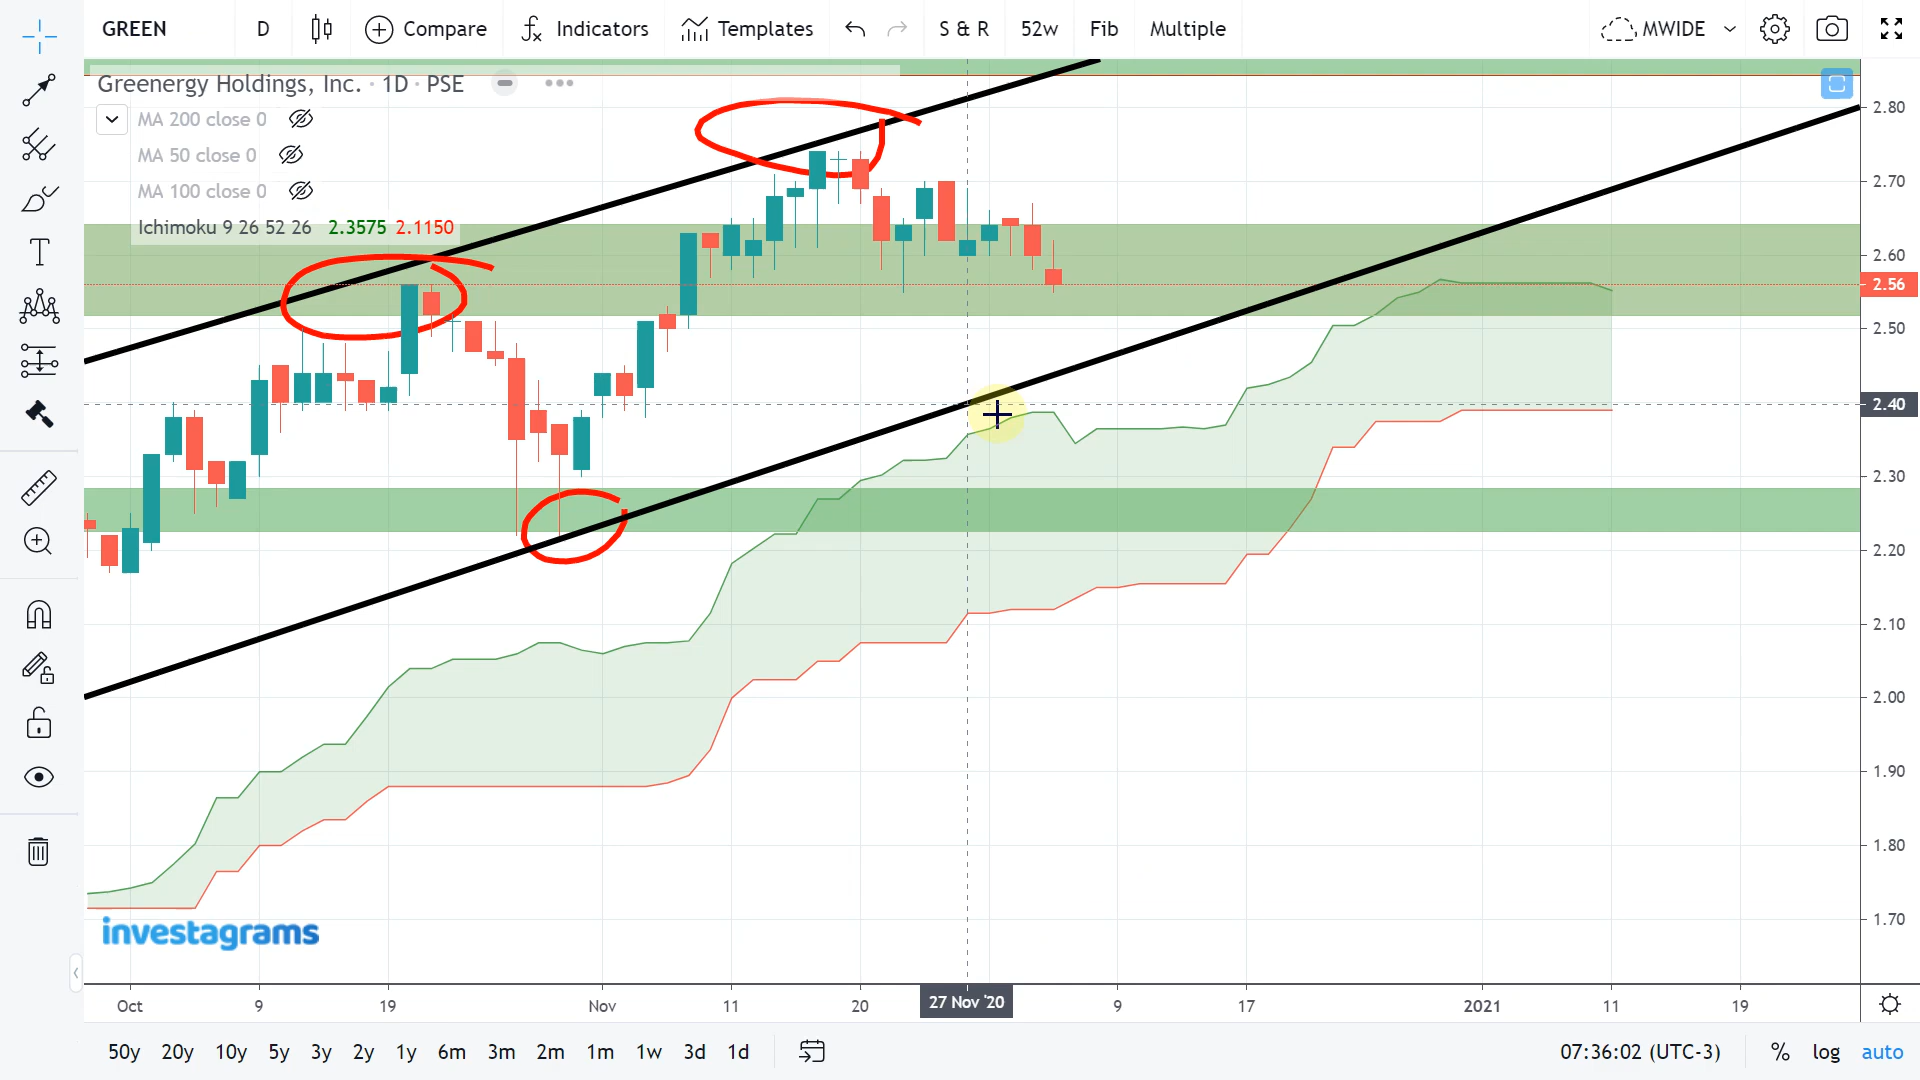 GREEN D Compare Indicators Templates S & R 52w Fib Multiple MWIDE
Greenergy Holdings, Inc. · 1D · PSE
MA 200 close 0
MA 50 close 0
MA 100 close 0
Ichimoku 9 26 52 26 2.3575 2.1150
2.80
2.70
2.60
2.56
2.50
2.40
2.30
2.20
2.10
2.00
1.90
1.80
1.70
investagrams
Oct 9 19 Nov 11 20 27 Nov '20 9 17 2021 11 19
50y 20y 10y 5y 3y 2y 1y 6m 3m 2m 1m 1w 3d 1d 07:36:02 (UTC-3) % log auto